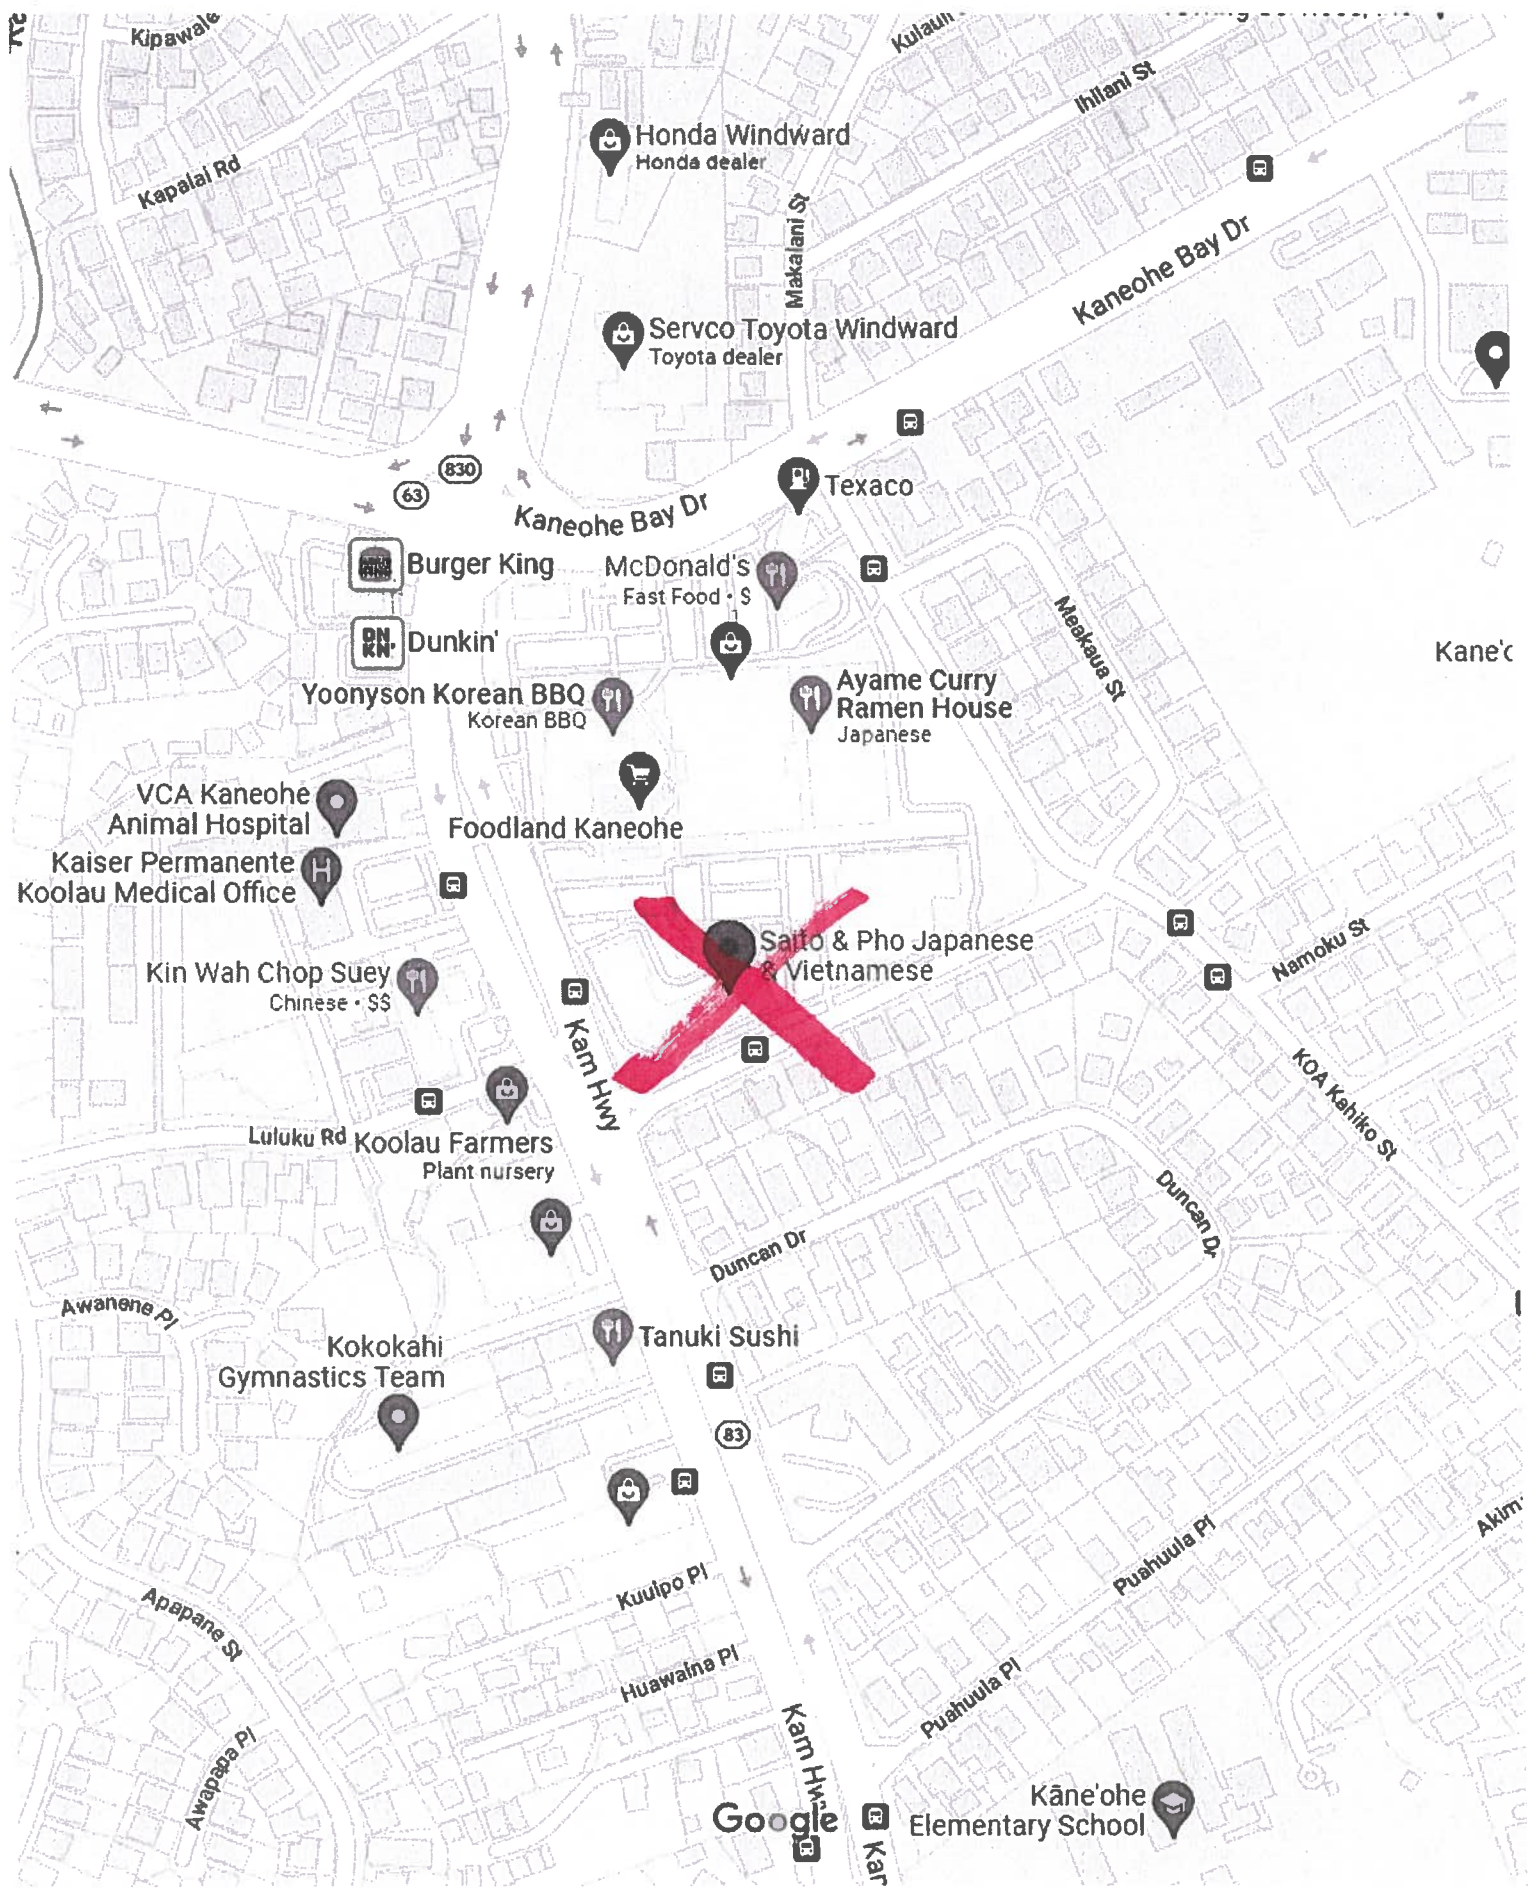 Kapalai Rd
Ihilani St
Honda Windward
Honda dealer
Makalani St
Kaneohe Bay Dr
Servco Toyota Windward
Toyota dealer
830
63
Texaco
Kaneohe Bay Dr
Burger King
McDonald's
Fast Food • $
DN
KN'
Dunkin'
Meakaua St
Yoonyson Korean BBQ
Korean BBQ
Ayame Curry
Ramen House
Japanese
VCA Kaneohe
Animal Hospital
Foodland Kaneohe
Kaiser Permanente
Koolau Medical Office
H
Saito & Pho Japanese
& Vietnamese
Kin Wah Chop Suey
Chinese • $$
Namoku St
Kam Hwy
KOA Kahiko St
Luluku Rd
Koolau Farmers
Plant nursery
Duncan Dr
Duncan Dr
Awanene Pl
Kokokahi
Gymnastics Team
Tanuki Sushi
83
Kuuipo Pl
Puahuula Pl
Apapane St
Huawaina Pl
Puahuula Pl
Awapapa Pl
Kam Hwy
Google
Kāne'ohe
Elementary School